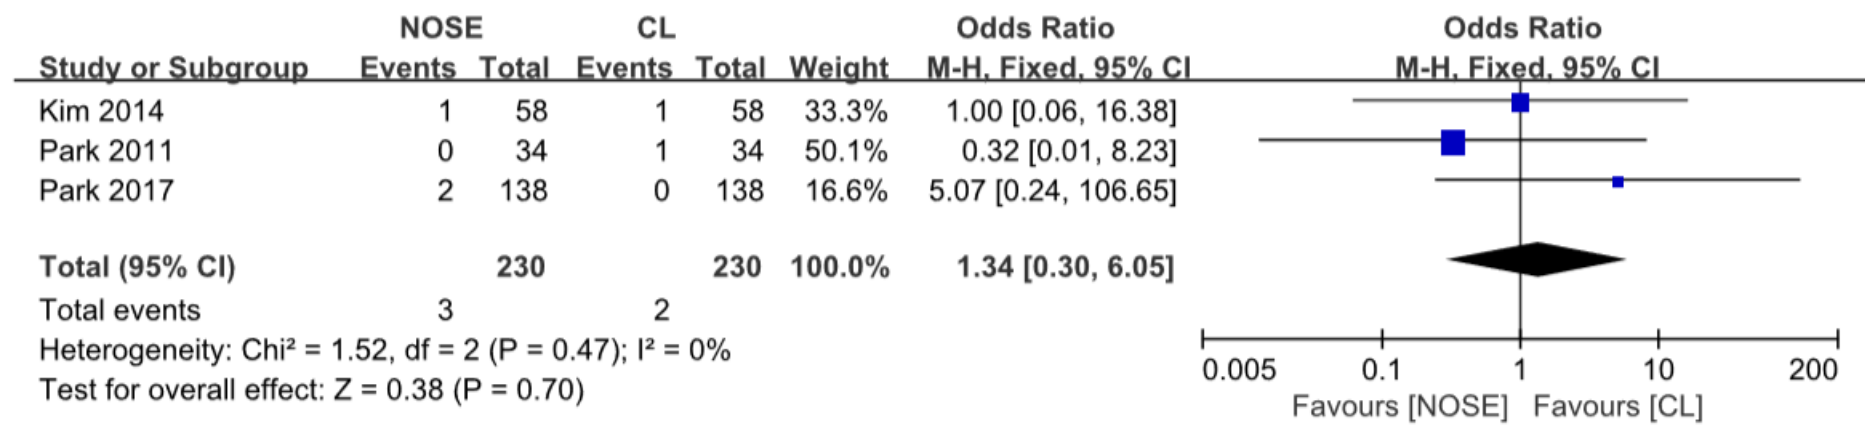 NOSE CL Odds Ratio Odds Ratio
Study or Subgroup Events Total Events Total Weight M-H, Fixed, 95% CI M-H, Fixed, 95% CI
Kim 2014 1 58 1 58 33.3% 1.00 [0.06, 16.38]
Park 2011 0 34 1 34 50.1% 0.32 [0.01, 8.23]
Park 2017 2 138 0 138 16.6% 5.07 [0.24, 106.65]
Total (95% CI) 230 230 100.0% 1.34 [0.30, 6.05]
Total events 3 2
Heterogeneity: Chi² = 1.52, df = 2 (P = 0.47); I² = 0%
Test for overall effect: Z = 0.38 (P = 0.70)
0.005 0.1 1 10 200
Favours [NOSE] Favours [CL]